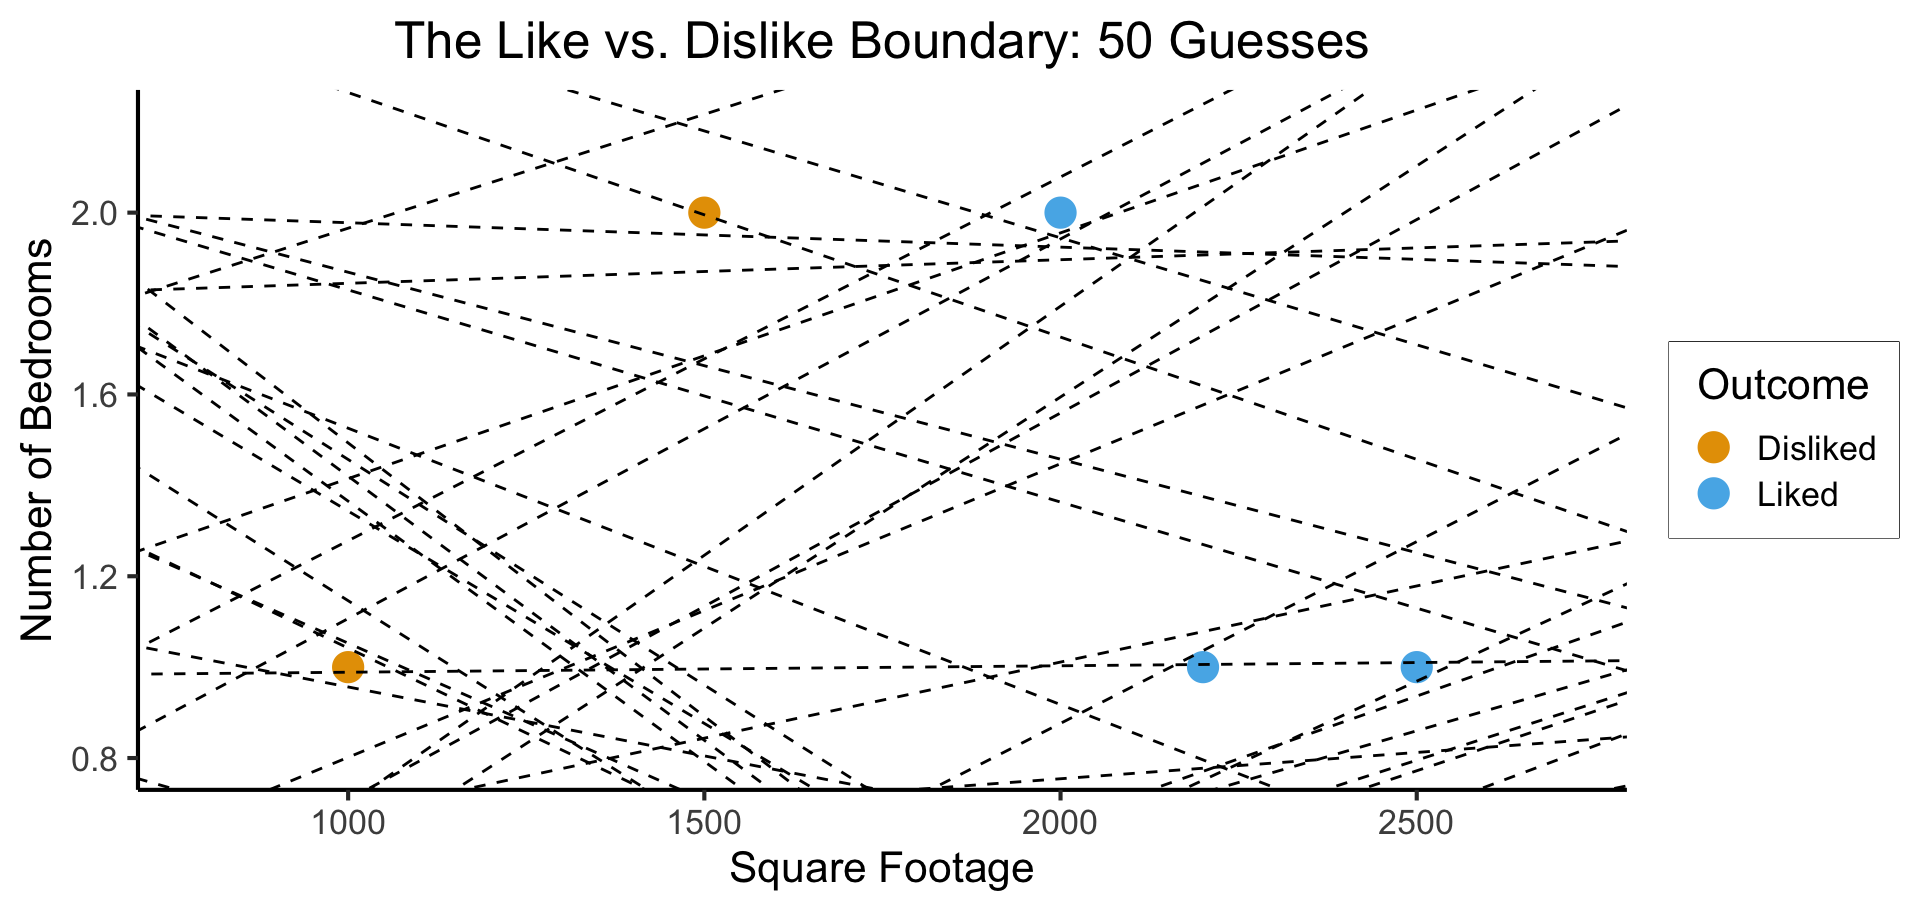 The Like vs. Dislike Boundary: 50 Guesses
Number of Bedrooms
2.0
1.6
1.2
0.8
1000
1500
2000
2500
Square Footage
Outcome
Disliked
Liked